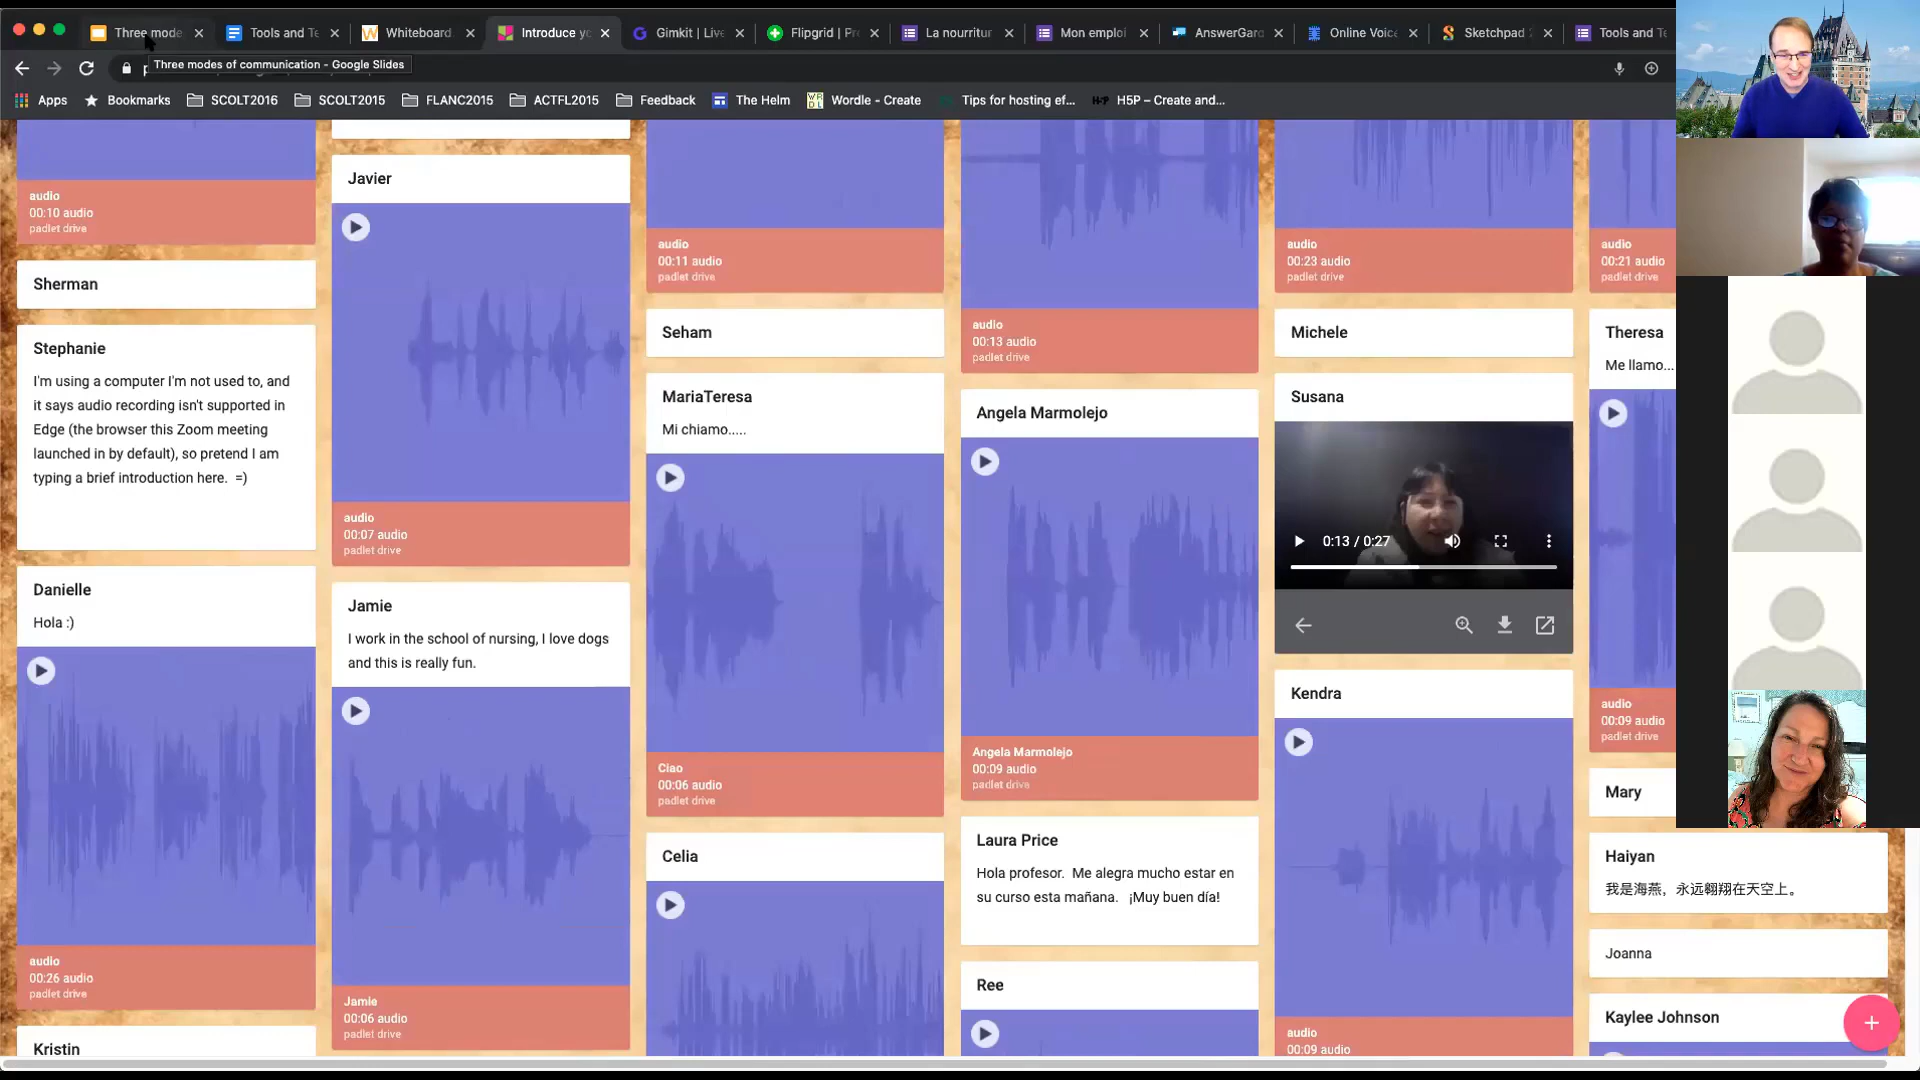 Three mode
Tools and Te
Whiteboard
Introduce yo
Gimkit | Live
Flipgrid | Pre
La nourritur
Mon emploi
AnswerGard
Online Voice
Sketchpad
Tools and Te
Three modes of communication - Google Slides
Apps
Bookmarks
SCOLT2016
SCOLT2015
FLANC2015
ACTFL2015
Feedback
The Helm
Wordle - Create
Tips for hosting ef...
H5P – Create and...
audio
00:10 audio
padlet drive
Sherman
Stephanie
I'm using a computer I'm not used to, and
it says audio recording isn't supported in
Edge (the browser this Zoom meeting
launched in by default), so pretend I am
typing a brief introduction here. =)
Danielle
Hola :)
audio
00:26 audio
padlet drive
Kristin
Javier
audio
00:07 audio
padlet drive
Jamie
I work in the school of nursing, I love dogs
and this is really fun.
Jamie
00:06 audio
padlet drive
audio
00:11 audio
padlet drive
Seham
MariaTeresa
Mi chiamo.....
Ciao
00:06 audio
padlet drive
Celia
audio
00:13 audio
padlet drive
Angela Marmolejo
Angela Marmolejo
00:09 audio
padlet drive
Laura Price
Hola profesor. Me alegra mucho estar en
su curso esta mañana. ¡Muy buen día!
Ree
audio
00:23 audio
padlet drive
Michele
Susana
0:13 / 0:27
Kendra
audio
00:09 audio
audio
00:21 audio
padlet drive
Theresa
Me llamo...
audio
00:09 audio
padlet drive
Mary
Haiyan
我是海燕，永远翱翔在天空上。
Joanna
Kaylee Johnson